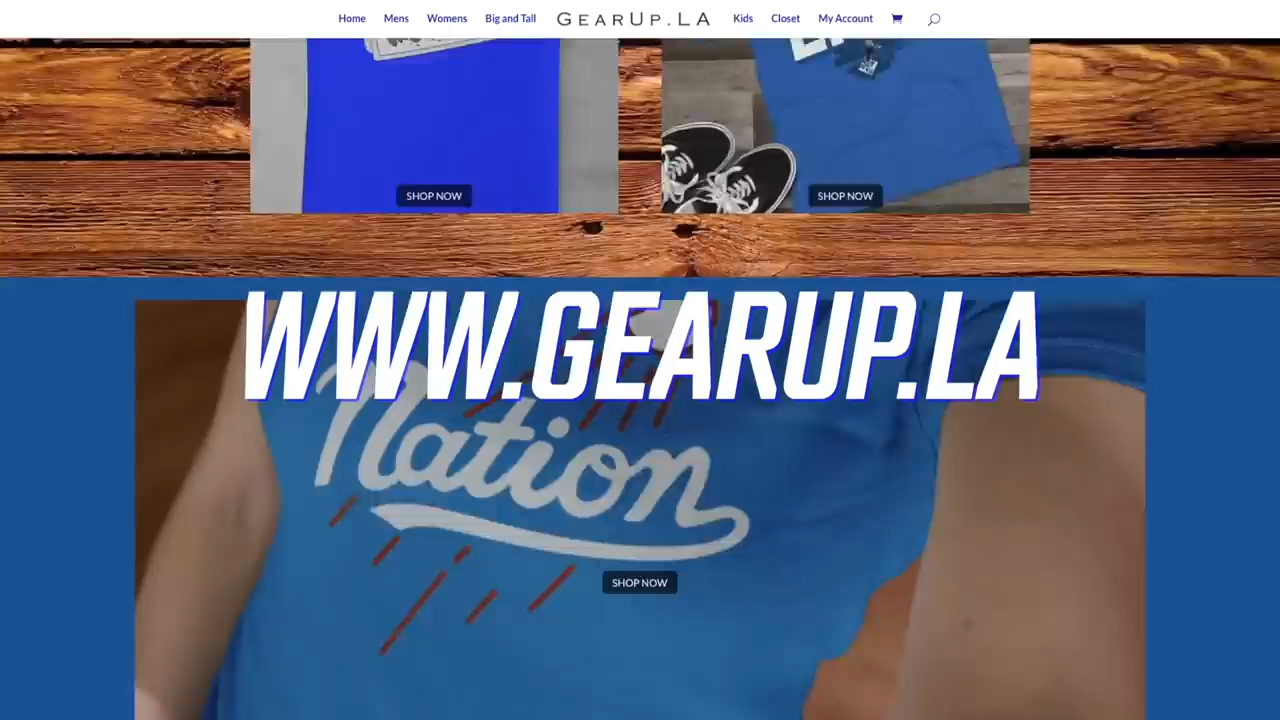 Home Mens Womens Big and Tall GEARUP.LA Kids Closet My Account
SHOP NOW SHOP NOW
WWW.GEARUP.LA
Nation
SHOP NOW